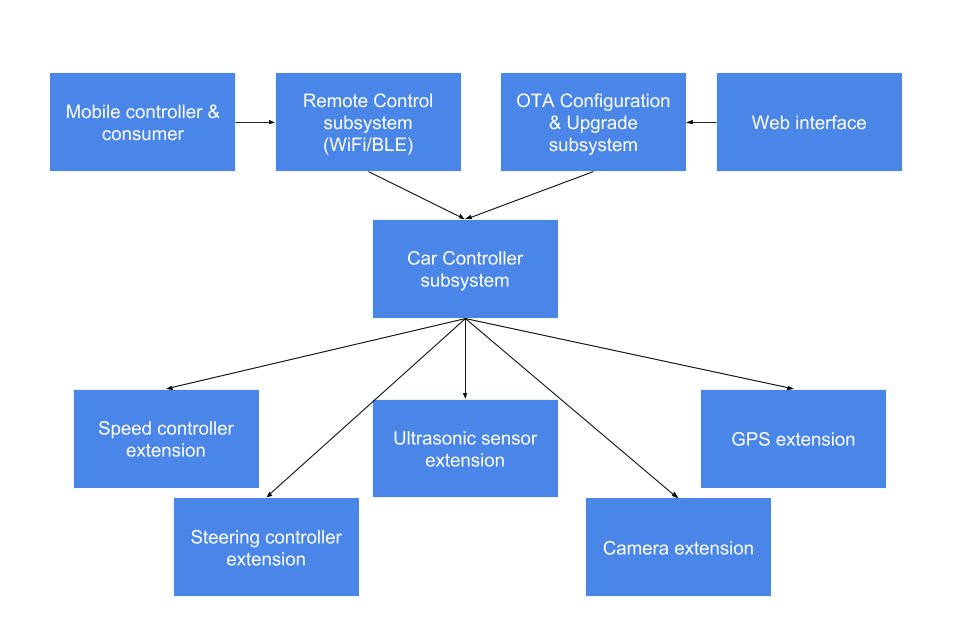 Mobile controller &
consumer
Remote Control
subsystem
(WiFi/BLE)
OTA Configuration
& Upgrade
subsystem
Web interface
Car Controller
subsystem
Speed controller
extension
Ultrasonic sensor
extension
GPS extension
Steering controller
extension
Camera extension